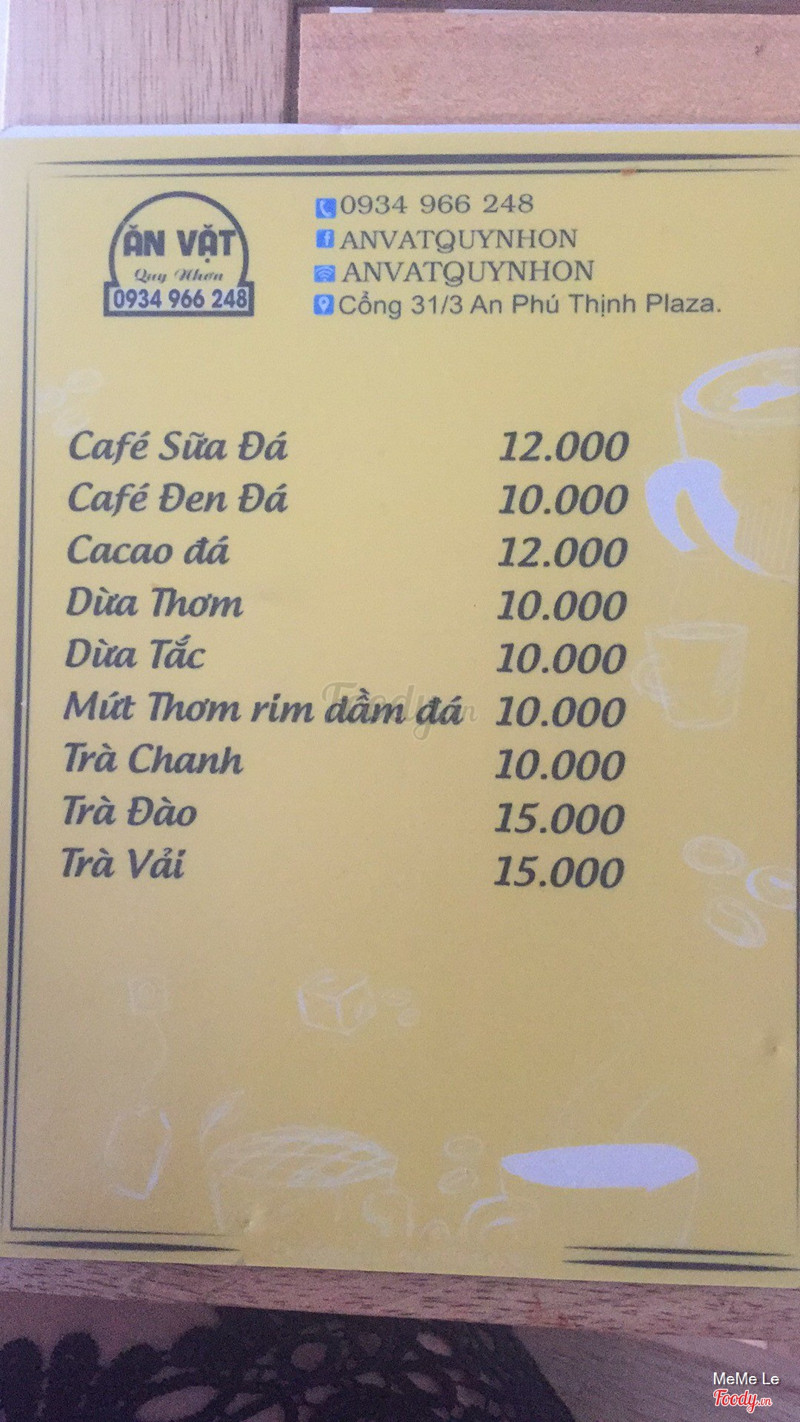 ĂN VẶT
Quy Nhơn
0934 966 248
0934 966 248
ANVATQUYNHON
ANVATQUYNHON
Cổng 31/3 An Phú Thịnh Plaza.
Café Sữa Đá 12.000
Café Đen Đá 10.000
Cacao đá 12.000
Dừa Thơm 10.000
Dừa Tắc 10.000
Mứt Thơm rim dầm đá 10.000
Trà Chanh 10.000
Trà Đào 15.000
Trà Vải 15.000
Foody.vn
MeMe Le
Foody.vn